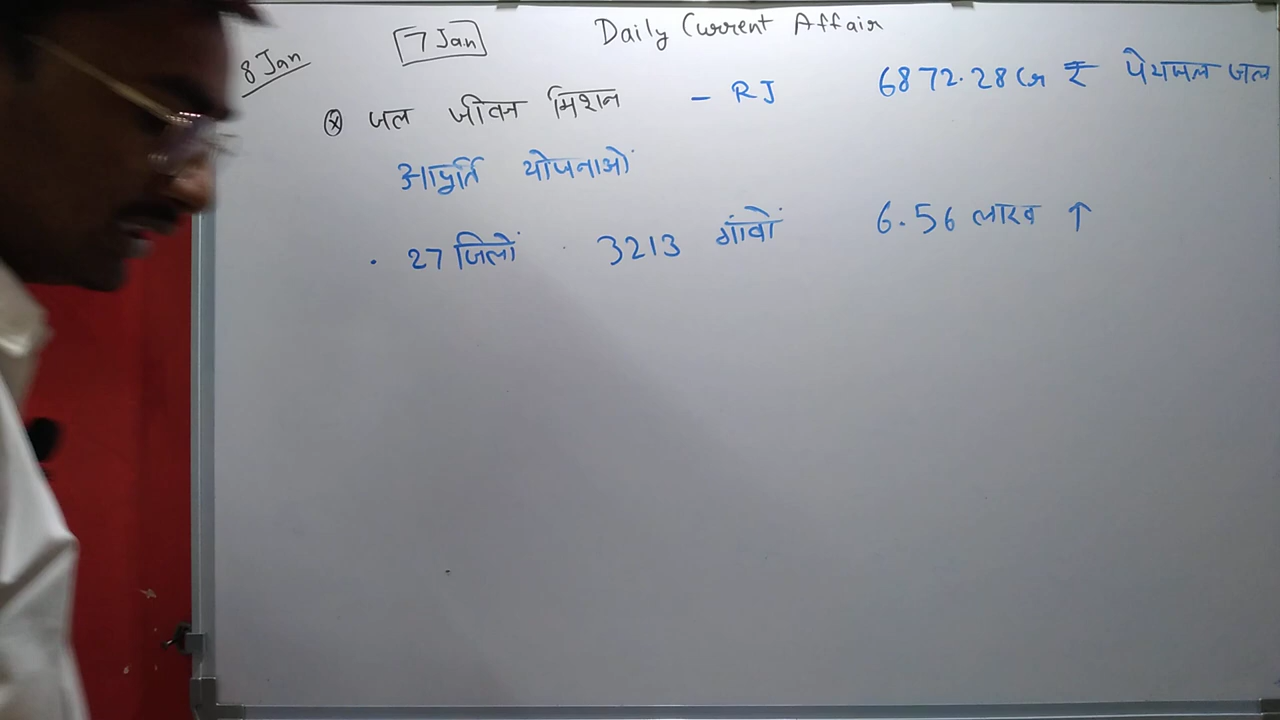 8 Jan 7 Jan Daily Current Affair
⊛ जल जीवन मिशन - RJ 6872.28 Cr ₹ पेयजल जल
आपूर्ति योजनाओं
. 27 जिलों 3213 गांवों 6.56 लाख ↑